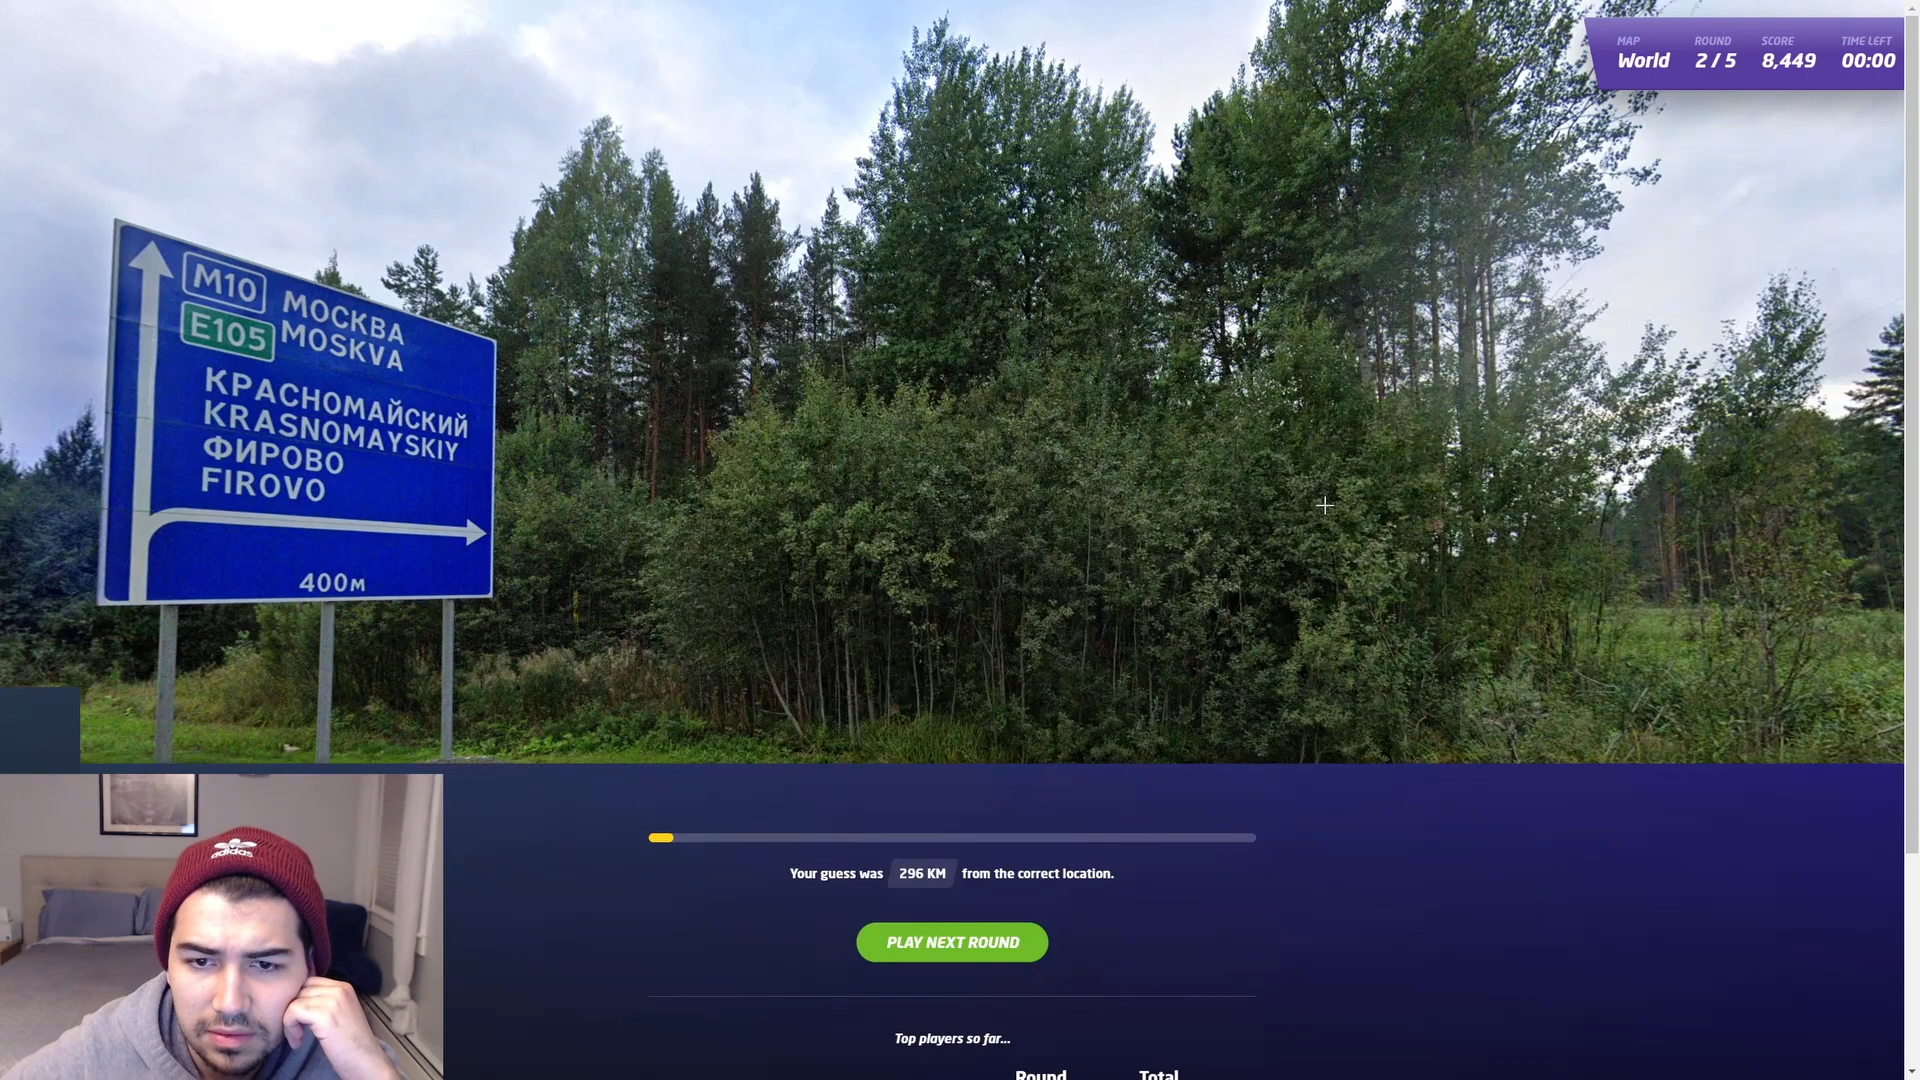 MAP
World
ROUND
2 / 5
SCORE
8,449
TIME LEFT
00:00
М10
МОСКВА
E105
MOSKVA
КРАСНОМАЙСКИЙ
KRASNOMAYSKIY
ФИРОВО
FIROVO
400м
adidas
Your guess was 296 KM from the correct location.
PLAY NEXT ROUND
Top players so far...
Round
Total